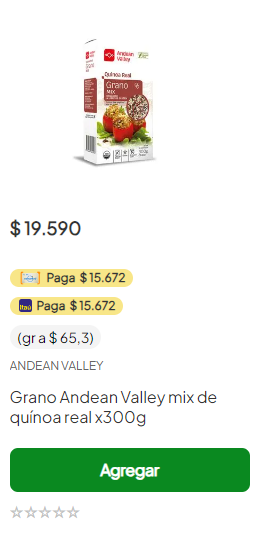 Andean
Valley
Quinua Real
Grano
MIX
$ 19.590
Paga $ 15.672
Itaú Paga $ 15.672
(gr a $ 65,3)
ANDEAN VALLEY
Grano Andean Valley mix de
quínoa real x300g
Agregar